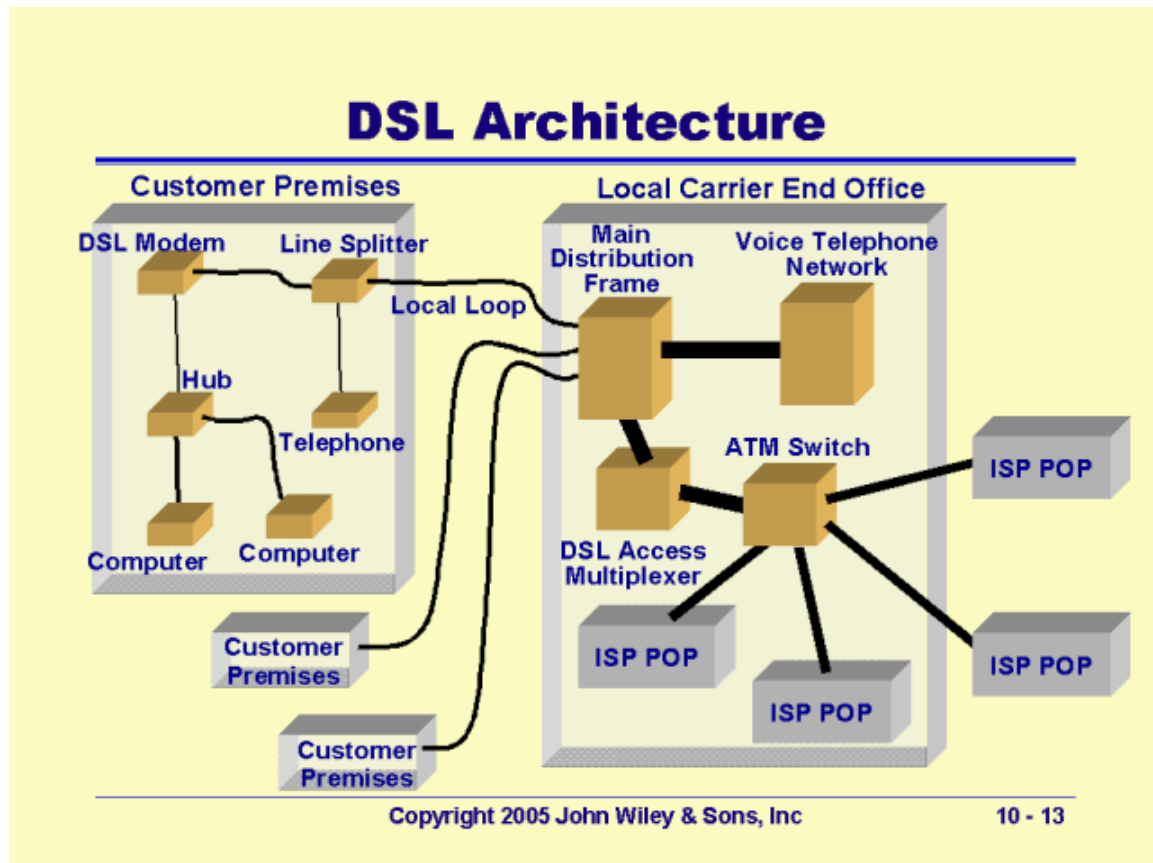 DSL Architecture
Customer Premises
Local Carrier End Office
DSL Modem
Line Splitter
Local Loop
Hub
Telephone
Computer
Computer
Main
Distribution
Frame
Voice Telephone
Network
ATM Switch
DSL Access
Multiplexer
ISP POP
ISP POP
ISP POP
ISP POP
Customer
Premises
Customer
Premises
Copyright 2005 John Wiley & Sons, Inc
10 - 13